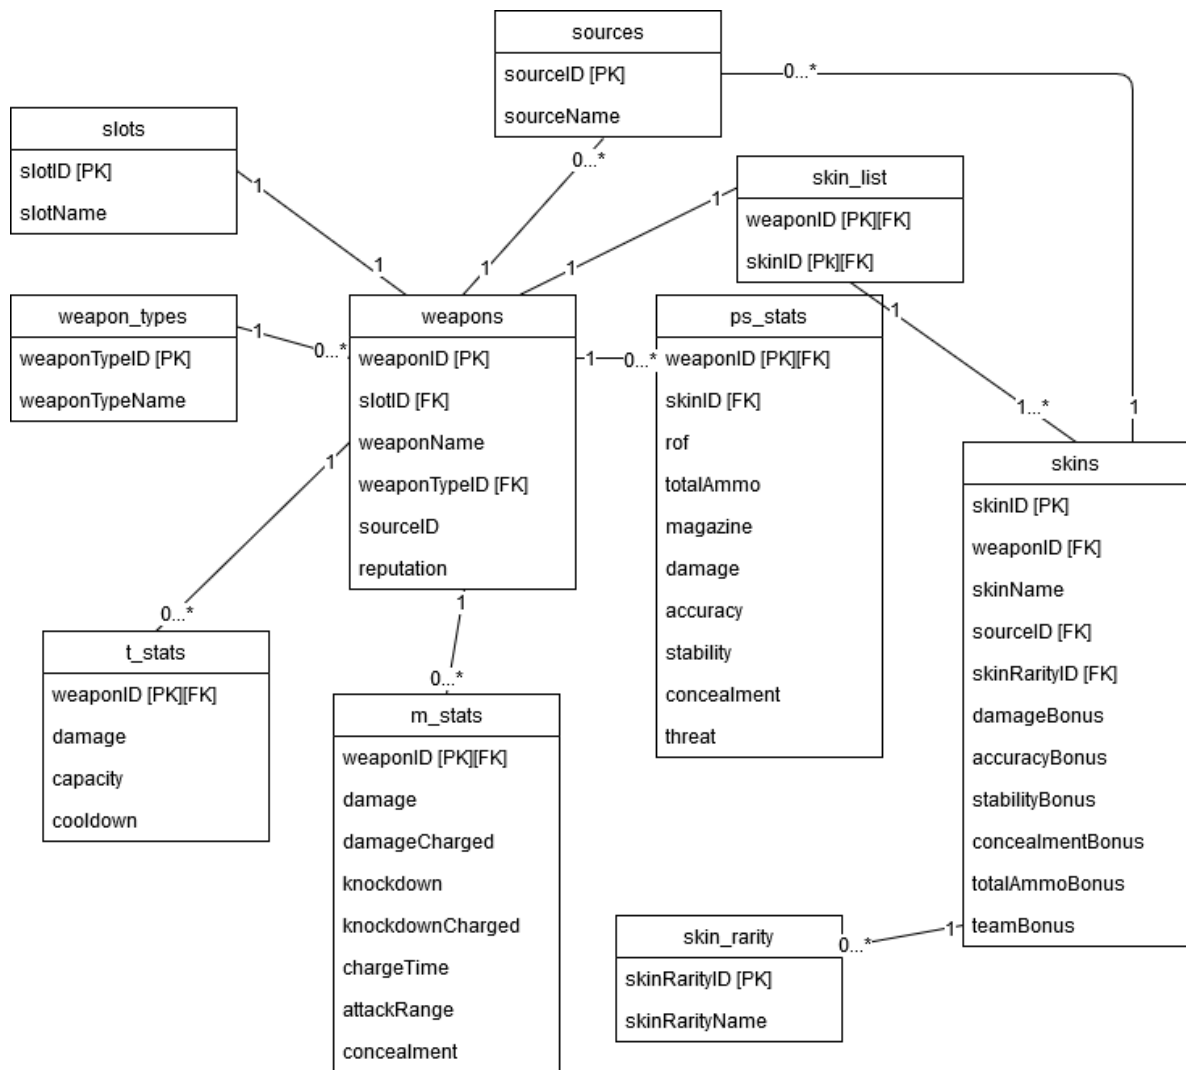 sources
sourceID [PK]
sourceName
0...*
0...*
slots
slotID [PK]
slotName
1
1
skin_list
weaponID [PK][FK]
skinID [Pk][FK]
1
1
1
1
1...*
1
weapon_types
weaponTypeID [PK]
weaponTypeName
1
0...*
weapons
weaponID [PK]
slotID [FK]
weaponName
weaponTypeID [FK]
sourceID
reputation
1
0...*
ps_stats
weaponID [PK][FK]
skinID [FK]
rof
totalAmmo
magazine
damage
accuracy
stability
concealment
threat
skins
skinID [PK]
weaponID [FK]
skinName
sourceID [FK]
skinRarityID [FK]
damageBonus
accuracyBonus
stabilityBonus
concealmentBonus
totalAmmoBonus
teamBonus
1
0...*
t_stats
weaponID [PK][FK]
damage
capacity
cooldown
1
0...*
m_stats
weaponID [PK][FK]
damage
damageCharged
knockdown
knockdownCharged
chargeTime
attackRange
concealment
skin_rarity
skinRarityID [PK]
skinRarityName
0...*
1